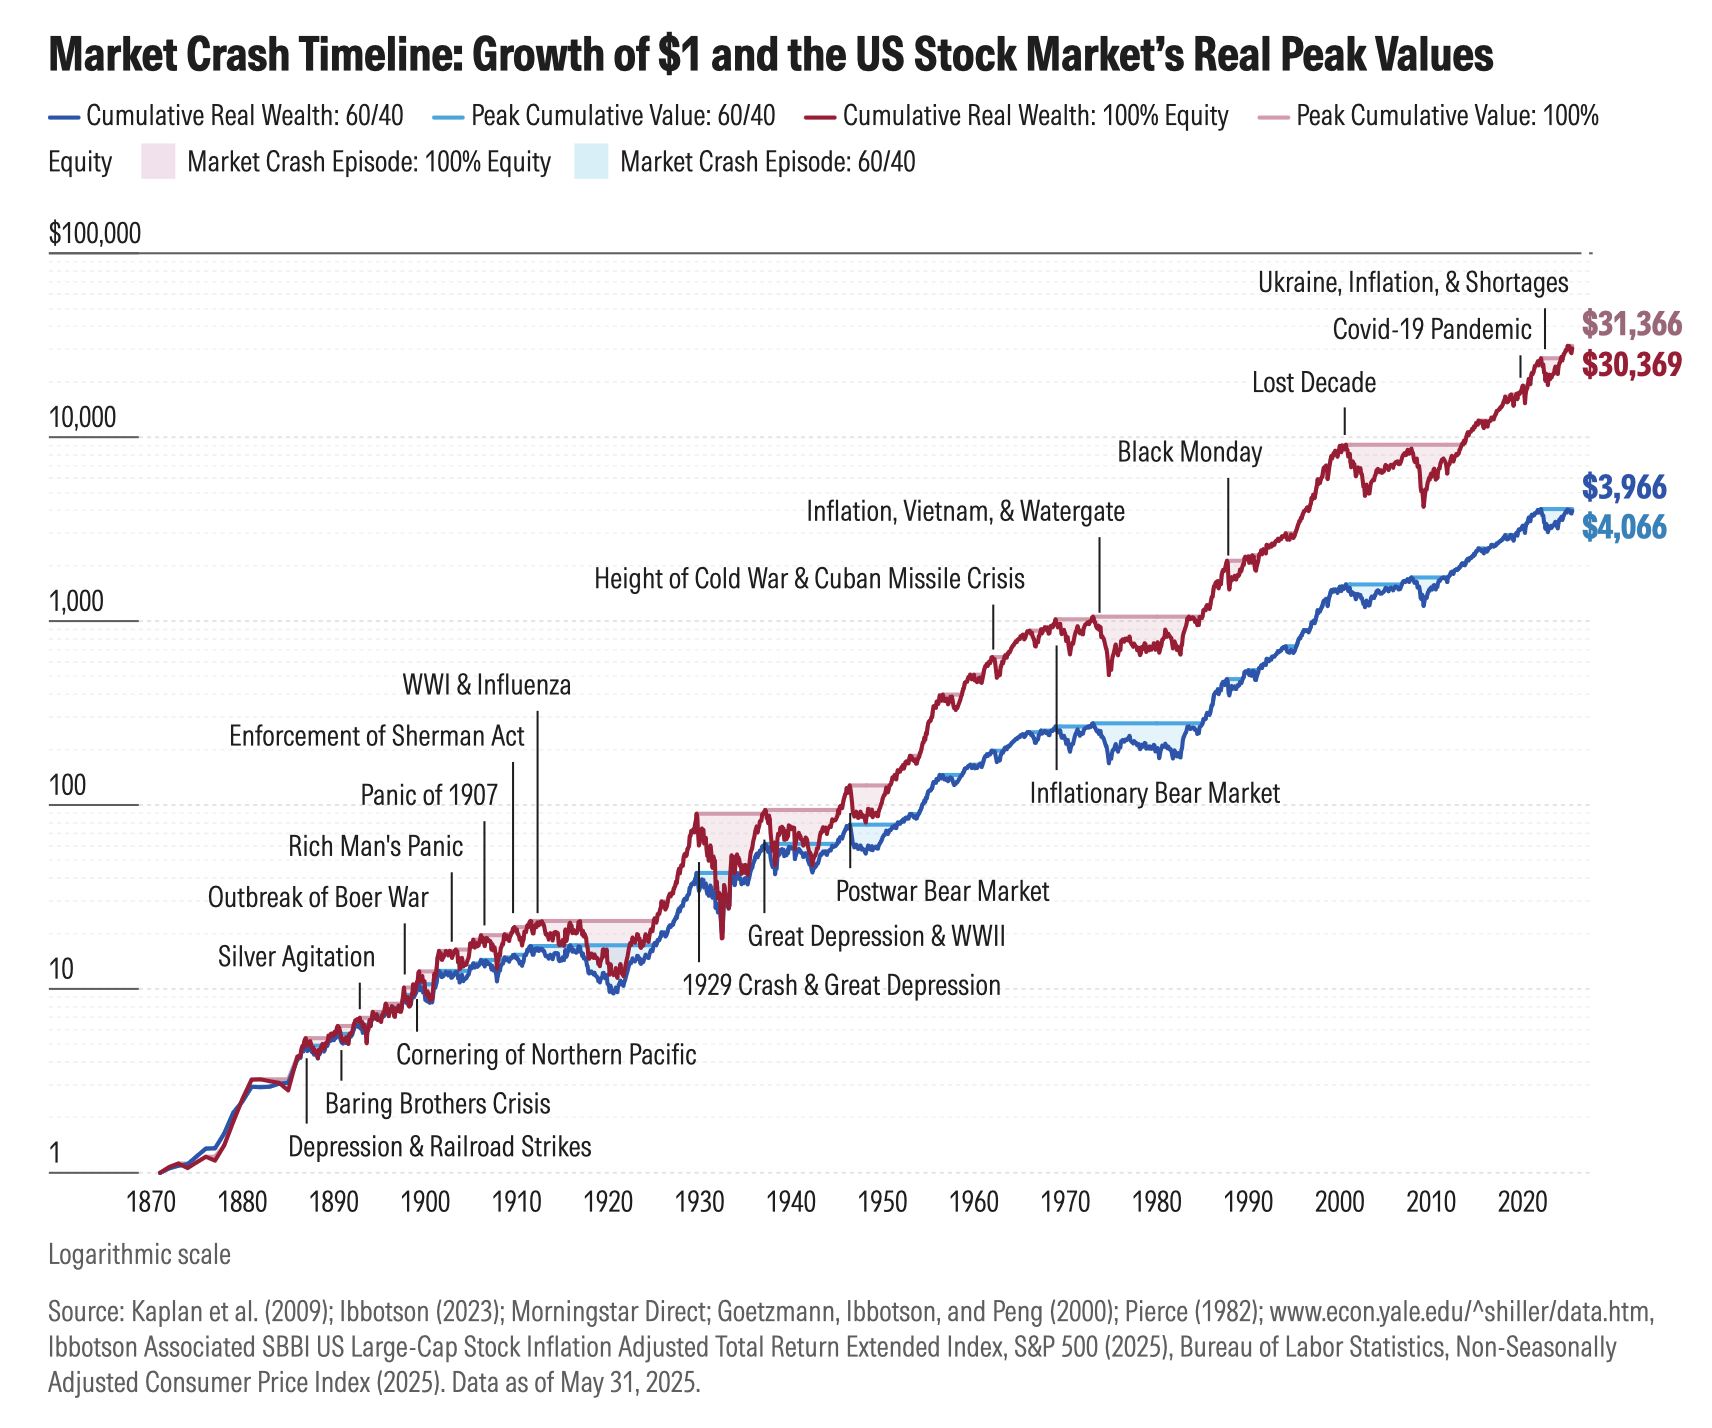 Market Crash Timeline: Growth of $1 and the US Stock Market's Real Peak Values
Cumulative Real Wealth: 60/40 Peak Cumulative Value: 60/40 Cumulative Real Wealth: 100% Equity Peak Cumulative Value: 100%
Equity Market Crash Episode: 100% Equity Market Crash Episode: 60/40
$100,000
Ukraine, Inflation, & Shortages
$31,366
Covid-19 Pandemic
$30,369
Lost Decade
10,000
Black Monday
$3,966
Inflation, Vietnam, & Watergate
$4,066
Height of Cold War & Cuban Missile Crisis
1,000
WWI & Influenza
Enforcement of Sherman Act
100
Panic of 1907
Inflationary Bear Market
Rich Man's Panic
Outbreak of Boer War
Postwar Bear Market
Great Depression & WWII
Silver Agitation
10
1929 Crash & Great Depression
Cornering of Northern Pacific
Baring Brothers Crisis
Depression & Railroad Strikes
1
1870 1880 1890 1900 1910 1920 1930 1940 1950 1960 1970 1980 1990 2000 2010 2020
Logarithmic scale
Source: Kaplan et al. (2009); Ibbotson (2023); Morningstar Direct; Goetzmann, Ibbotson, and Peng (2000); Pierce (1982); www.econ.yale.edu/^shiller/data.htm,
Ibbotson Associated SBBI US Large-Cap Stock Inflation Adjusted Total Return Extended Index, S&P 500 (2025), Bureau of Labor Statistics, Non-Seasonally
Adjusted Consumer Price Index (2025). Data as of May 31, 2025.